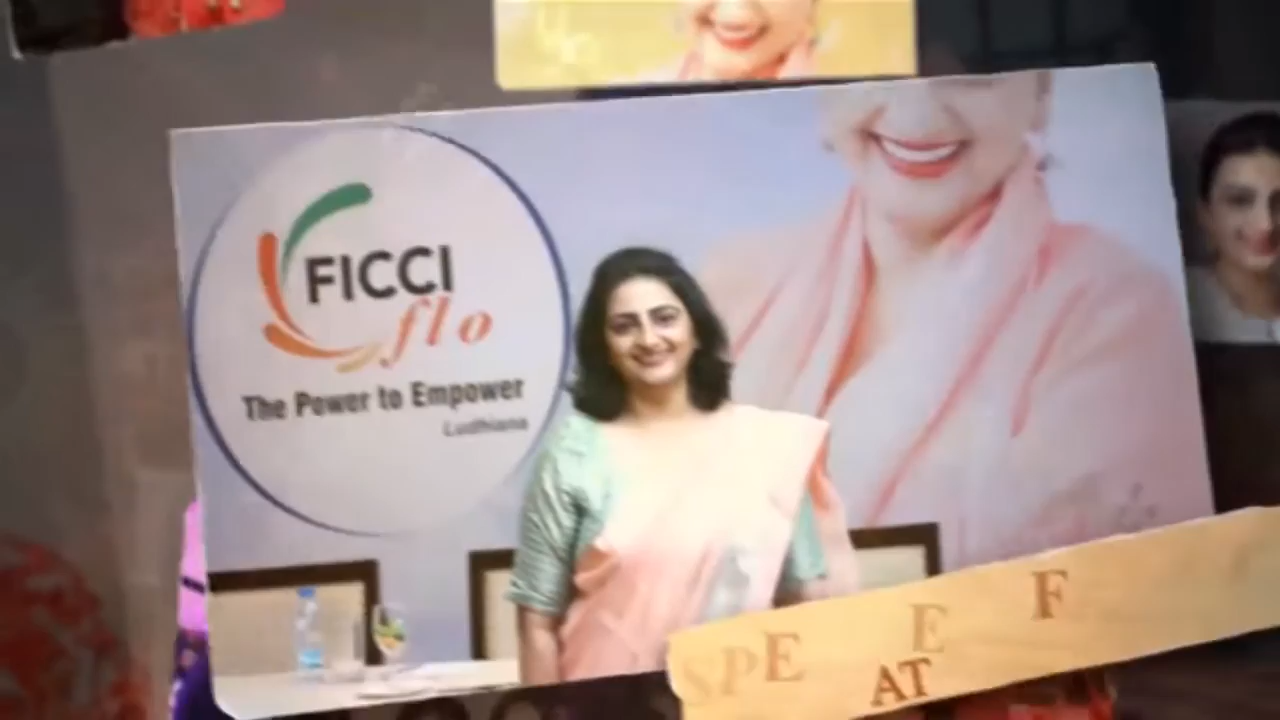 FICCI
flo
The Power to Empower
Ludhiana
SPE E F
AT